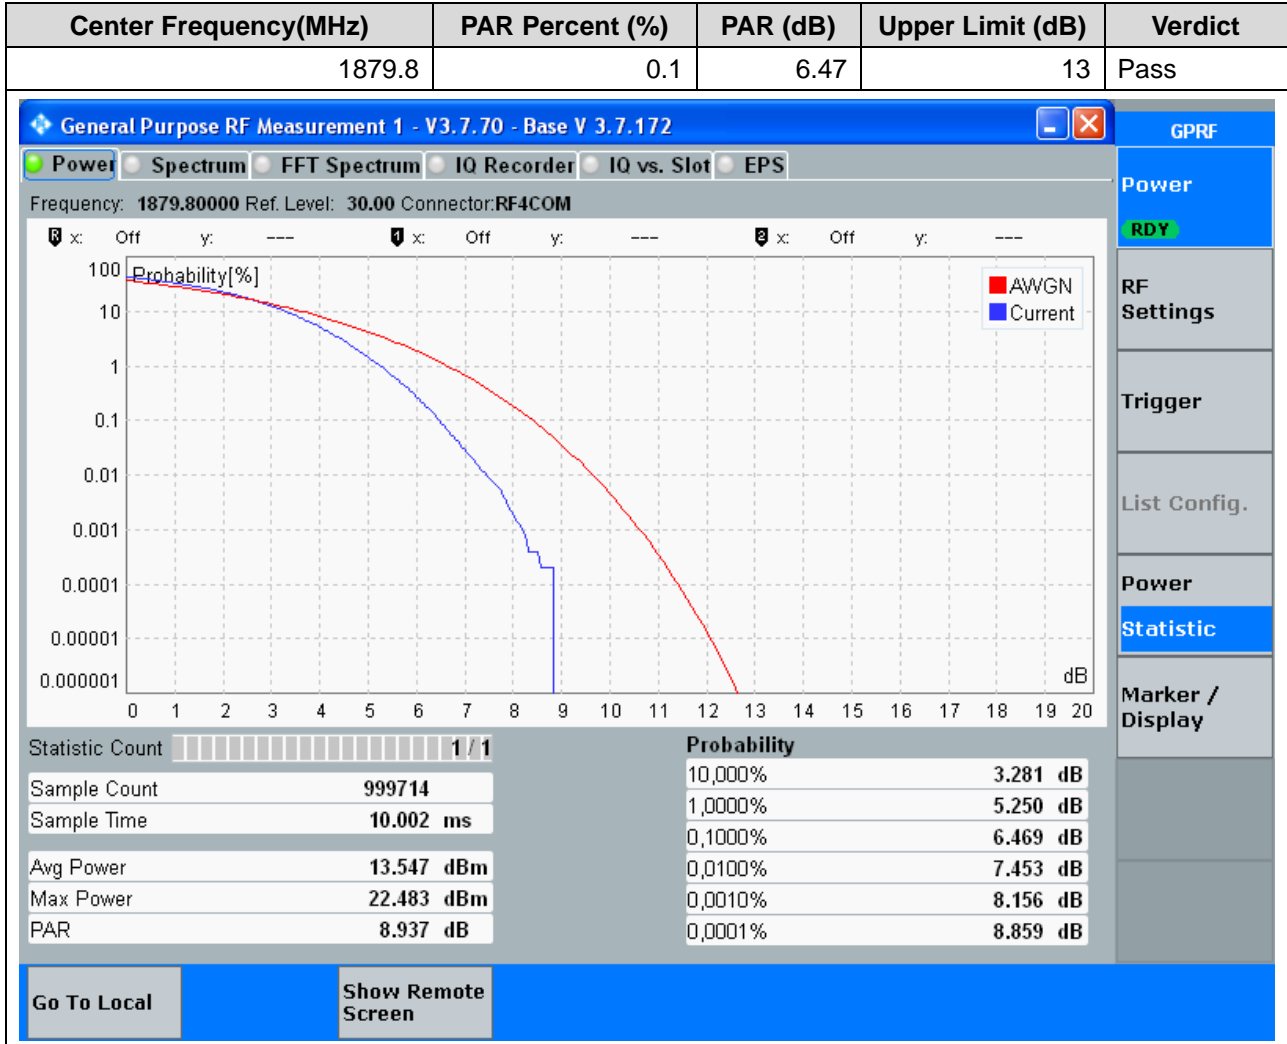 Center Frequency(MHz) PAR Percent (%) PAR (dB) Upper Limit (dB) Verdict
1879.8 0.1 6.47 13 Pass
General Purpose RF Measurement 1 - V3.7.70 - Base V 3.7.172
GPRF
Power Spectrum FFT Spectrum IQ Recorder IQ vs. Slot EPS
Frequency: 1879.80000 Ref. Level: 30.00 Connector:RF4COM
R x: Off y: --- 1 x: Off y: --- 2 x: Off y: ---
Probability[%]
AWGN
Current
100
10
1
0.1
0.01
0.001
0.0001
0.00001
0.000001
dB
0 1 2 3 4 5 6 7 8 9 10 11 12 13 14 15 16 17 18 19 20
Statistic Count 1 / 1
Sample Count 999714
Sample Time 10.002 ms
Avg Power 13.547 dBm
Max Power 22.483 dBm
PAR 8.937 dB
Probability
10,000% 3.281 dB
1,0000% 5.250 dB
0,1000% 6.469 dB
0,0100% 7.453 dB
0,0010% 8.156 dB
0,0001% 8.859 dB
Power
RDY
RF
Settings
Trigger
List Config.
Power
Statistic
Marker /
Display
Go To Local
Show Remote
Screen